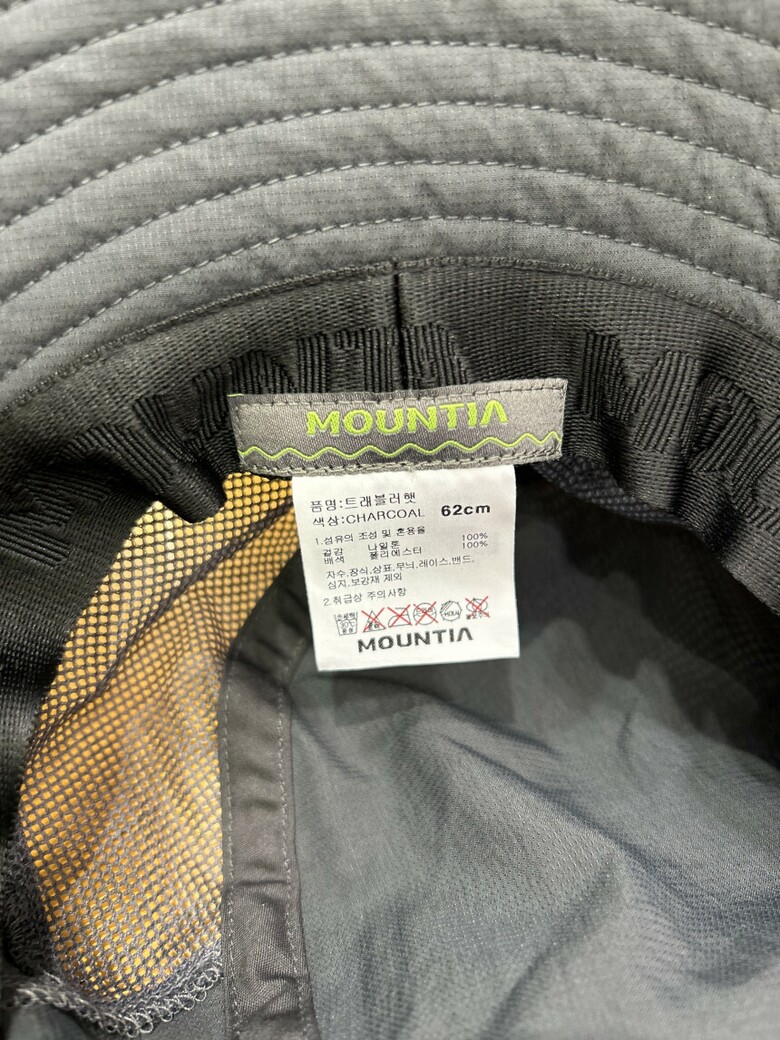 MOUNTIA
품명:트래블러햇
색상:CHARCOAL 62cm
1.섬유의 조성 및 혼용율
겉감 나일론 100%
배색 폴리에스터 100%
자수,장식,상표,무늬,레이스,밴드,
심지,보강재 제외
2.취급상 주의사항
MOUNTIA